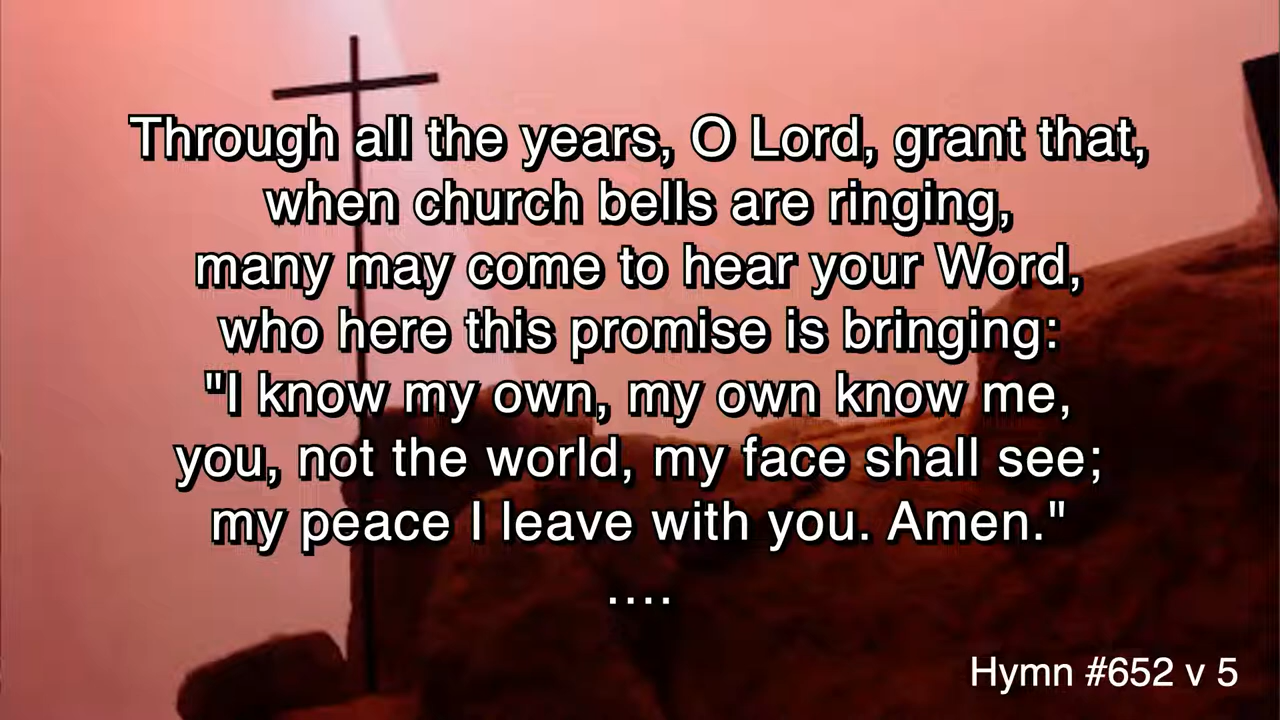 Through all the years, O Lord, grant that,
when church bells are ringing,
many may come to hear your Word,
who here this promise is bringing:
"I know my own, my own know me,
you, not the world, my face shall see;
my peace I leave with you. Amen."
....
Hymn #652 v 5